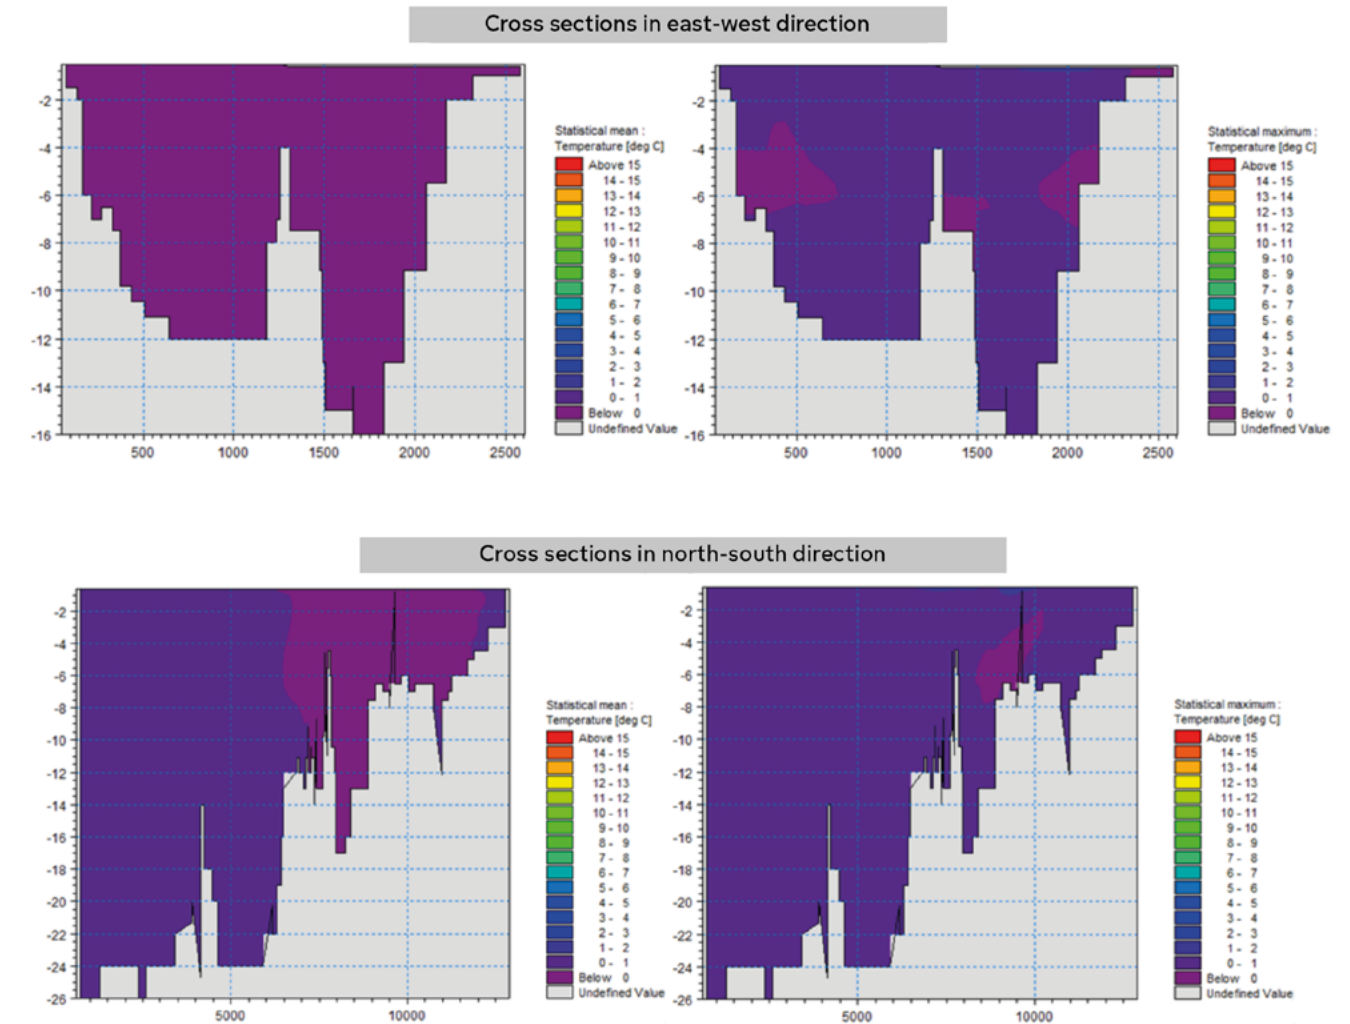 Cross sections in east-west direction
-2
-4
-6
-8
-10
-12
-14
-16
500
1000
1500
2000
2500
Statistical mean :
Temperature [deg C]
Above 15
14 - 15
13 - 14
12 - 13
11 - 12
10 - 11
9 - 10
8 - 9
7 - 8
6 - 7
5 - 6
4 - 5
3 - 4
2 - 3
1 - 2
0 - 1
Below 0
Undefined Value
-2
-4
-6
-8
-10
-12
-14
-16
500
1000
1500
2000
2500
Statistical maximum :
Temperature [deg C]
Above 15
14 - 15
13 - 14
12 - 13
11 - 12
10 - 11
9 - 10
8 - 9
7 - 8
6 - 7
5 - 6
4 - 5
3 - 4
2 - 3
1 - 2
0 - 1
Below 0
Undefined Value
Cross sections in north-south direction
-2
-4
-6
-8
-10
-12
-14
-16
-18
-20
-22
-24
-26
5000
10000
Statistical mean :
Temperature [deg C]
Above 15
14 - 15
13 - 14
12 - 13
11 - 12
10 - 11
9 - 10
8 - 9
7 - 8
6 - 7
5 - 6
4 - 5
3 - 4
2 - 3
1 - 2
0 - 1
Below 0
Undefined Value
-2
-4
-6
-8
-10
-12
-14
-16
-18
-20
-22
-24
-26
5000
10000
Statistical maximum :
Temperature [deg C]
Above 15
14 - 15
13 - 14
12 - 13
11 - 12
10 - 11
9 - 10
8 - 9
7 - 8
6 - 7
5 - 6
4 - 5
3 - 4
2 - 3
1 - 2
0 - 1
Below 0
Undefined Value